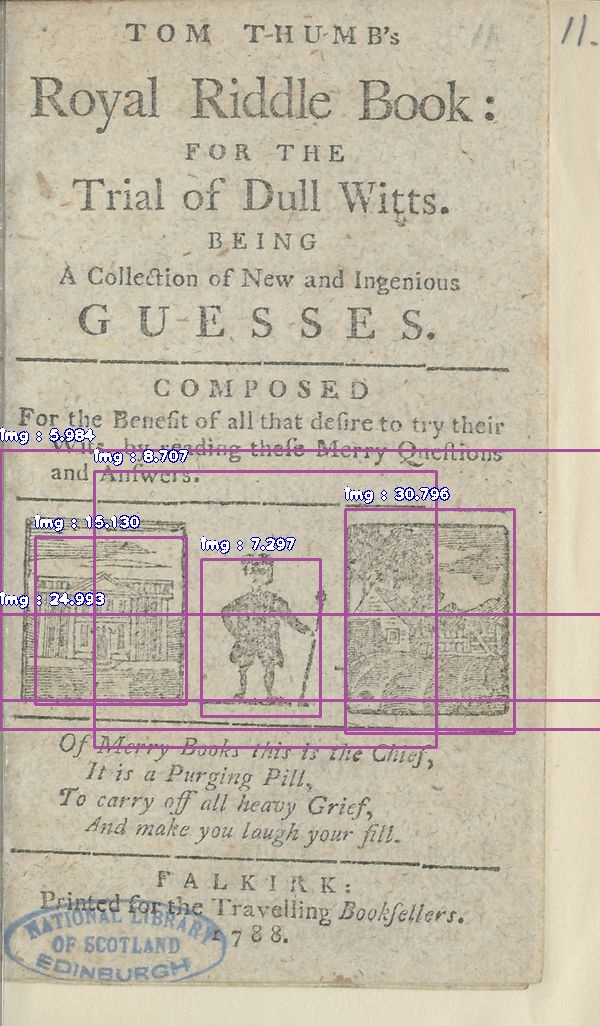 TOM THUMB's
11.
Royal Riddle Book:
FOR THE
Trial of Dull Witts.
BEING
A Collection of New and Ingenious
GUESSES.
COMPOSED
For the Benefit of all that desire to try their
Wits, by reading theſe Merry Queſtions
and Anſwers.
img : 5.984
img : 8.707
img : 30.796
img : 15.130
img : 7.297
img : 24.993
Of Merry Books this is the Chief,
It is a Purging Pill,
To carry off all heavy Grief,
And make you laugh your fill.
FALKIRK:
Printed for the Travelling Bookſellers.
1788.
NATIONAL LIBRARY
OF SCOTLAND
EDINBURGH